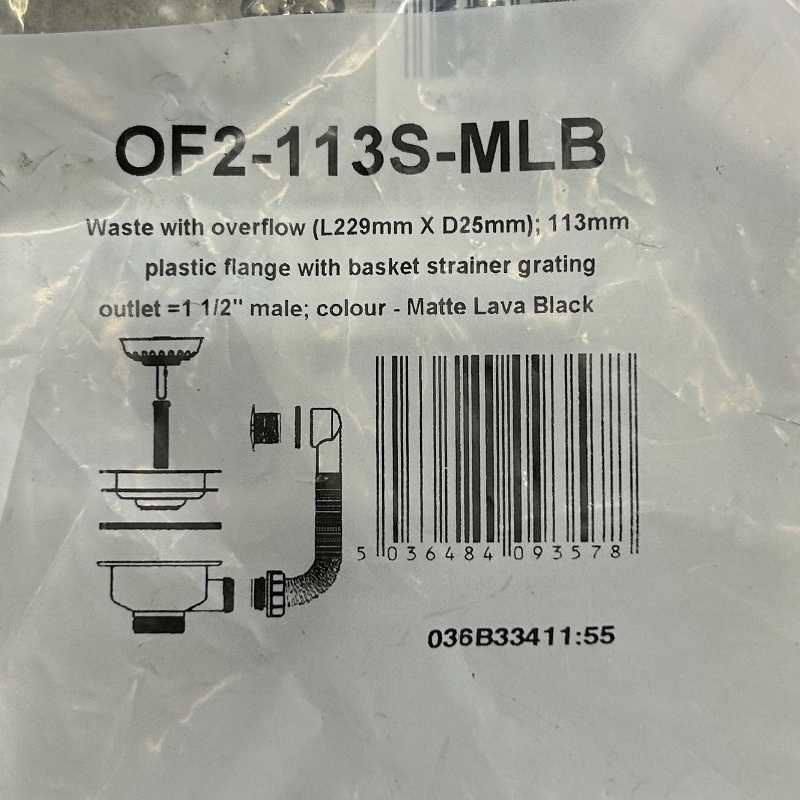 OF2-113S-MLB
Waste with overflow (L229mm X D25mm); 113mm
plastic flange with basket strainer grating
outlet =1 1/2" male; colour - Matte Lava Black
5 036484 093578
036B33411:55